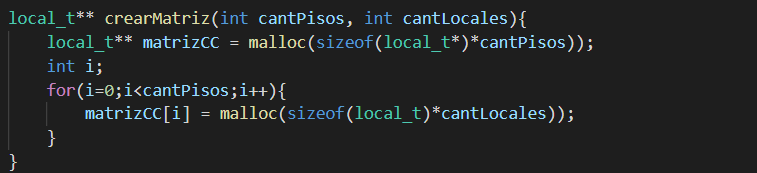 local_t** crearMatriz(int cantPisos, int cantLocales){
    local_t** matrizCC = malloc(sizeof(local_t*)*cantPisos));
    int i;
    for(i=0;i<cantPisos;i++){
        matrizCC[i] = malloc(sizeof(local_t)*cantLocales));
    }
}